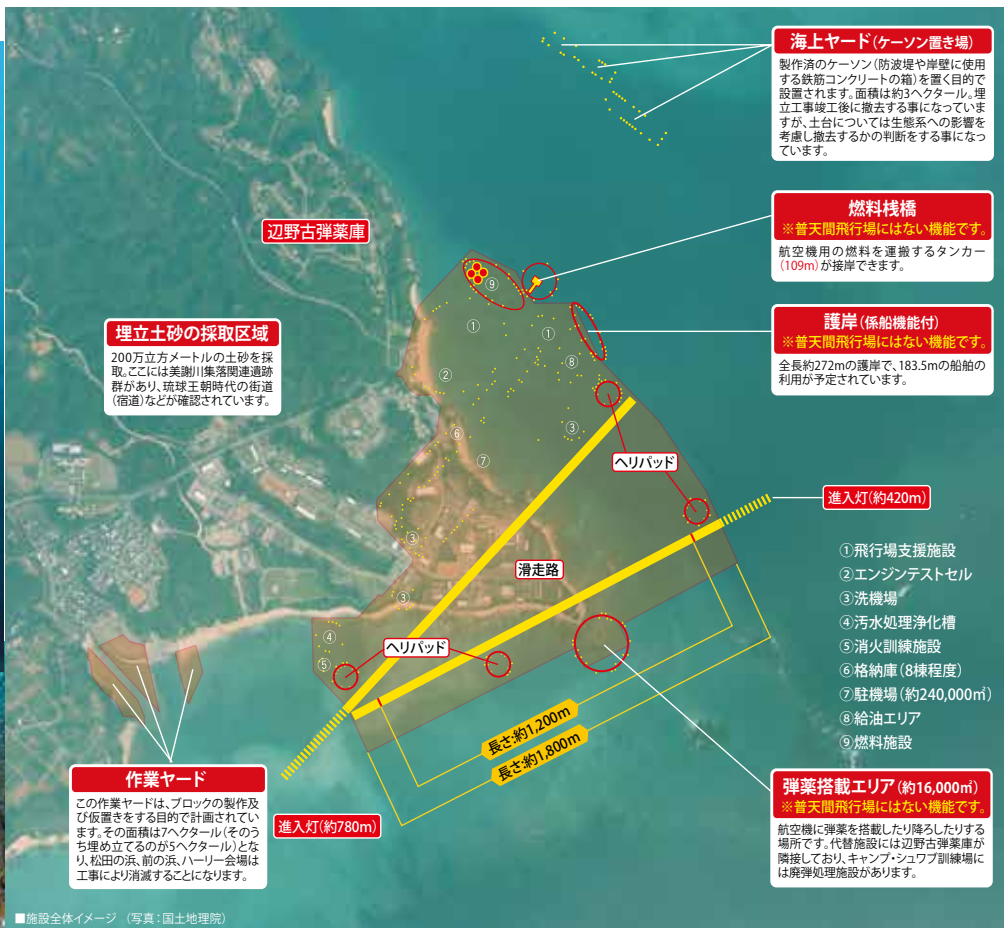 海上ヤード(ケーソン置き場)
製作済のケーソン(防波堤や岸壁に使用
する鉄筋コンクリートの箱)を置く目的で
設置されます。面積は約3ヘクタール。埋
立工事竣工後に撤去する事になっていま
すが、土台については生態系への影響を
考慮し撤去するかの判断をする事になっ
ています。
燃料桟橋
※普天間飛行場にはない機能です。
航空機用の燃料を運搬するタンカー
(109m)が接岸できます。
護岸(係船機能付)
※普天間飛行場にはない機能です。
全長約272mの護岸で、183.5mの船舶の
利用が予定されています。
辺野古弾薬庫
埋立土砂の採取区域
200万立方メートルの土砂を採
取。ここには美謝川集落関連遺跡
群があり、琉球王朝時代の街道
(宿道)などが確認されています。
⑨
①
①
⑧
②
③
⑥
⑦
③
③
④
⑤
ヘリパッド
進入灯(約420m)
滑走路
ヘリパッド
①飛行場支援施設
②エンジンテストセル
③洗機場
④汚水処理浄化槽
⑤消火訓練施設
⑥格納庫(8棟程度)
⑦駐機場(約240,000㎡)
⑧給油エリア
⑨燃料施設
長さ:約1,200m
長さ:約1,800m
作業ヤード
この作業ヤードは、ブロックの製作及
び仮置きをする目的で計画されてい
ます。その面積は7ヘクタール(そのう
ち埋め立てるのが5ヘクタール)とな
り、松田の浜、前の浜、ハーリー会場は
工事により消滅することになります。
進入灯(約780m)
弾薬搭載エリア(約16,000㎡)
※普天間飛行場にはない機能です。
航空機に弾薬を搭載したり降ろしたりする
場所です。代替施設には辺野古弾薬庫が
隣接しており、キャンプ・シュワブ訓練場に
は廃弾処理施設があります。
■施設全体イメージ (写真:国土地理院)